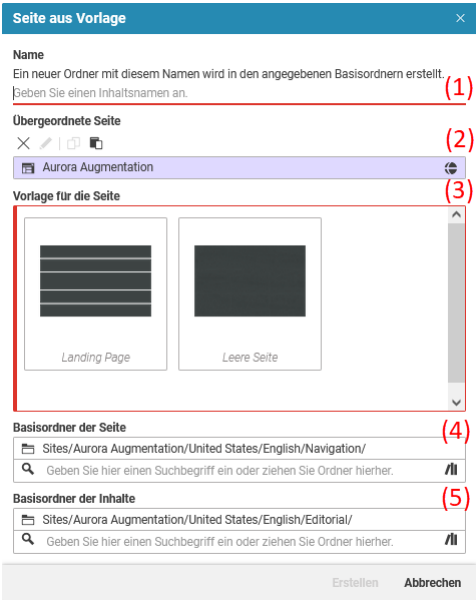 Seite aus Vorlage
Name
Ein neuer Ordner mit diesem Namen wird in den angegebenen Basisordnern erstellt.
Geben Sie einen Inhaltsnamen an.
(1)
Übergeordnete Seite
(2)
Aurora Augmentation
(3)
Vorlage für die Seite
Landing Page
Leere Seite
Basisordner der Seite
(4)
Sites/Aurora Augmentation/United States/English/Navigation/
Geben Sie hier einen Suchbegriff ein oder ziehen Sie Ordner hierher.
(5)
Basisordner der Inhalte
Sites/Aurora Augmentation/United States/English/Editorial/
Geben Sie hier einen Suchbegriff ein oder ziehen Sie Ordner hierher.
Erstellen
Abbrechen